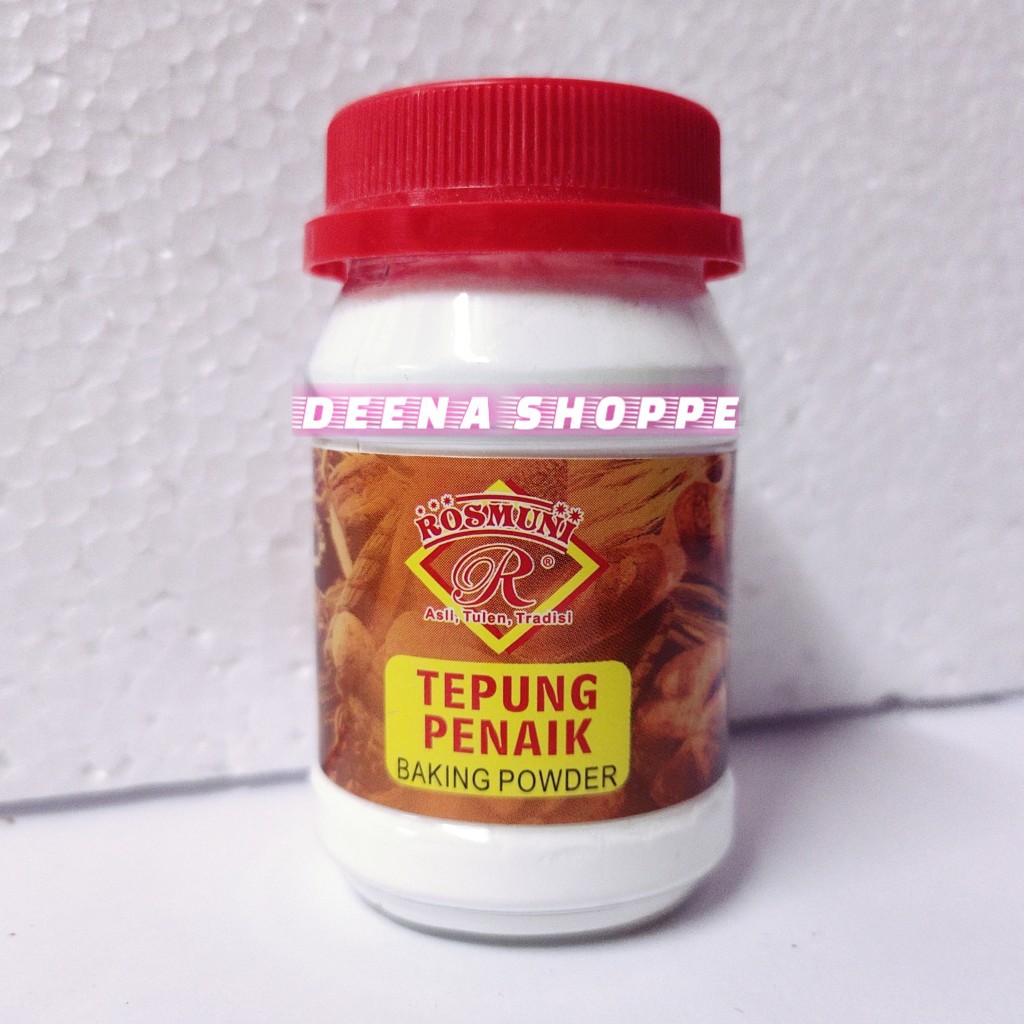 DEENA SHOPPE
ROSMUNI
R®
Asli, Tulen, Tradisi
TEPUNG
PENAIK
BAKING POWDER